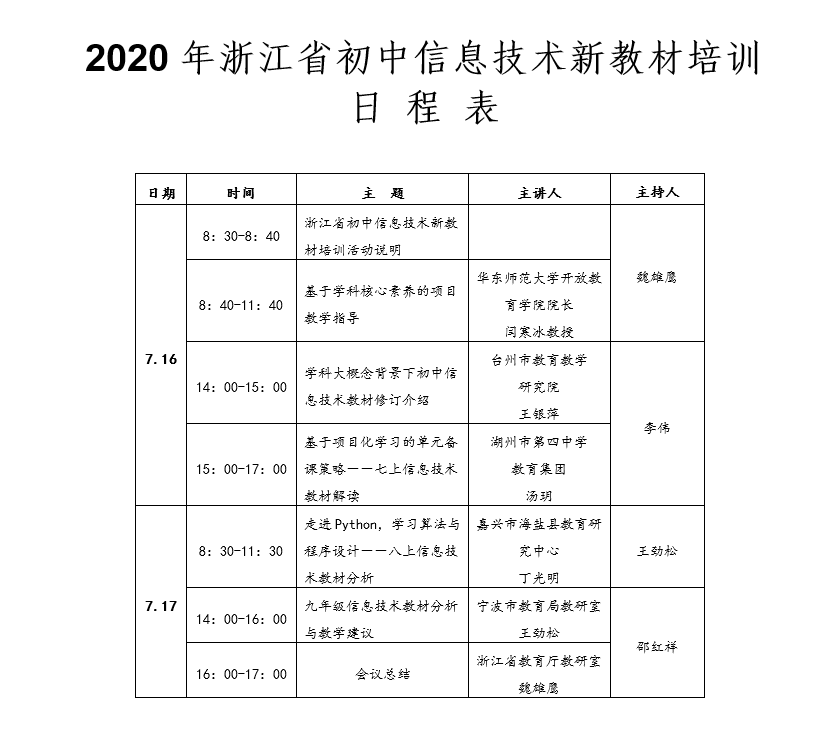 2020 年浙江省初中信息技术新教材培训
日 程 表
日期 时间 主 题 主讲人 主持人
7.16
8：30-8：40
浙江省初中信息技术新教
材培训活动说明
魏雄鹰
8：40-11：40
基于学科核心素养的项目
教学指导
华东师范大学开放教
育学院院长
闫寒冰教授
14：00-15：00
学科大概念背景下初中信
息技术教材修订介绍
台州市教育教学
研究院
王银萍
李伟
15：00-17：00
基于项目化学习的单元备
课策略——七上信息技术
教材解读
湖州市第四中学
教育集团
汤玥
7.17
8：30-11：30
走进 Python，学习算法与
程序设计——八上信息技
术教材分析
嘉兴市海盐县教育研
究中心
丁光明
王劲松
14：00-16：00
九年级信息技术教材分析
与教学建议
宁波市教育局教研室
王劲松
邵红祥
16：00-17：00
会议总结
浙江省教育厅教研室
魏雄鹰